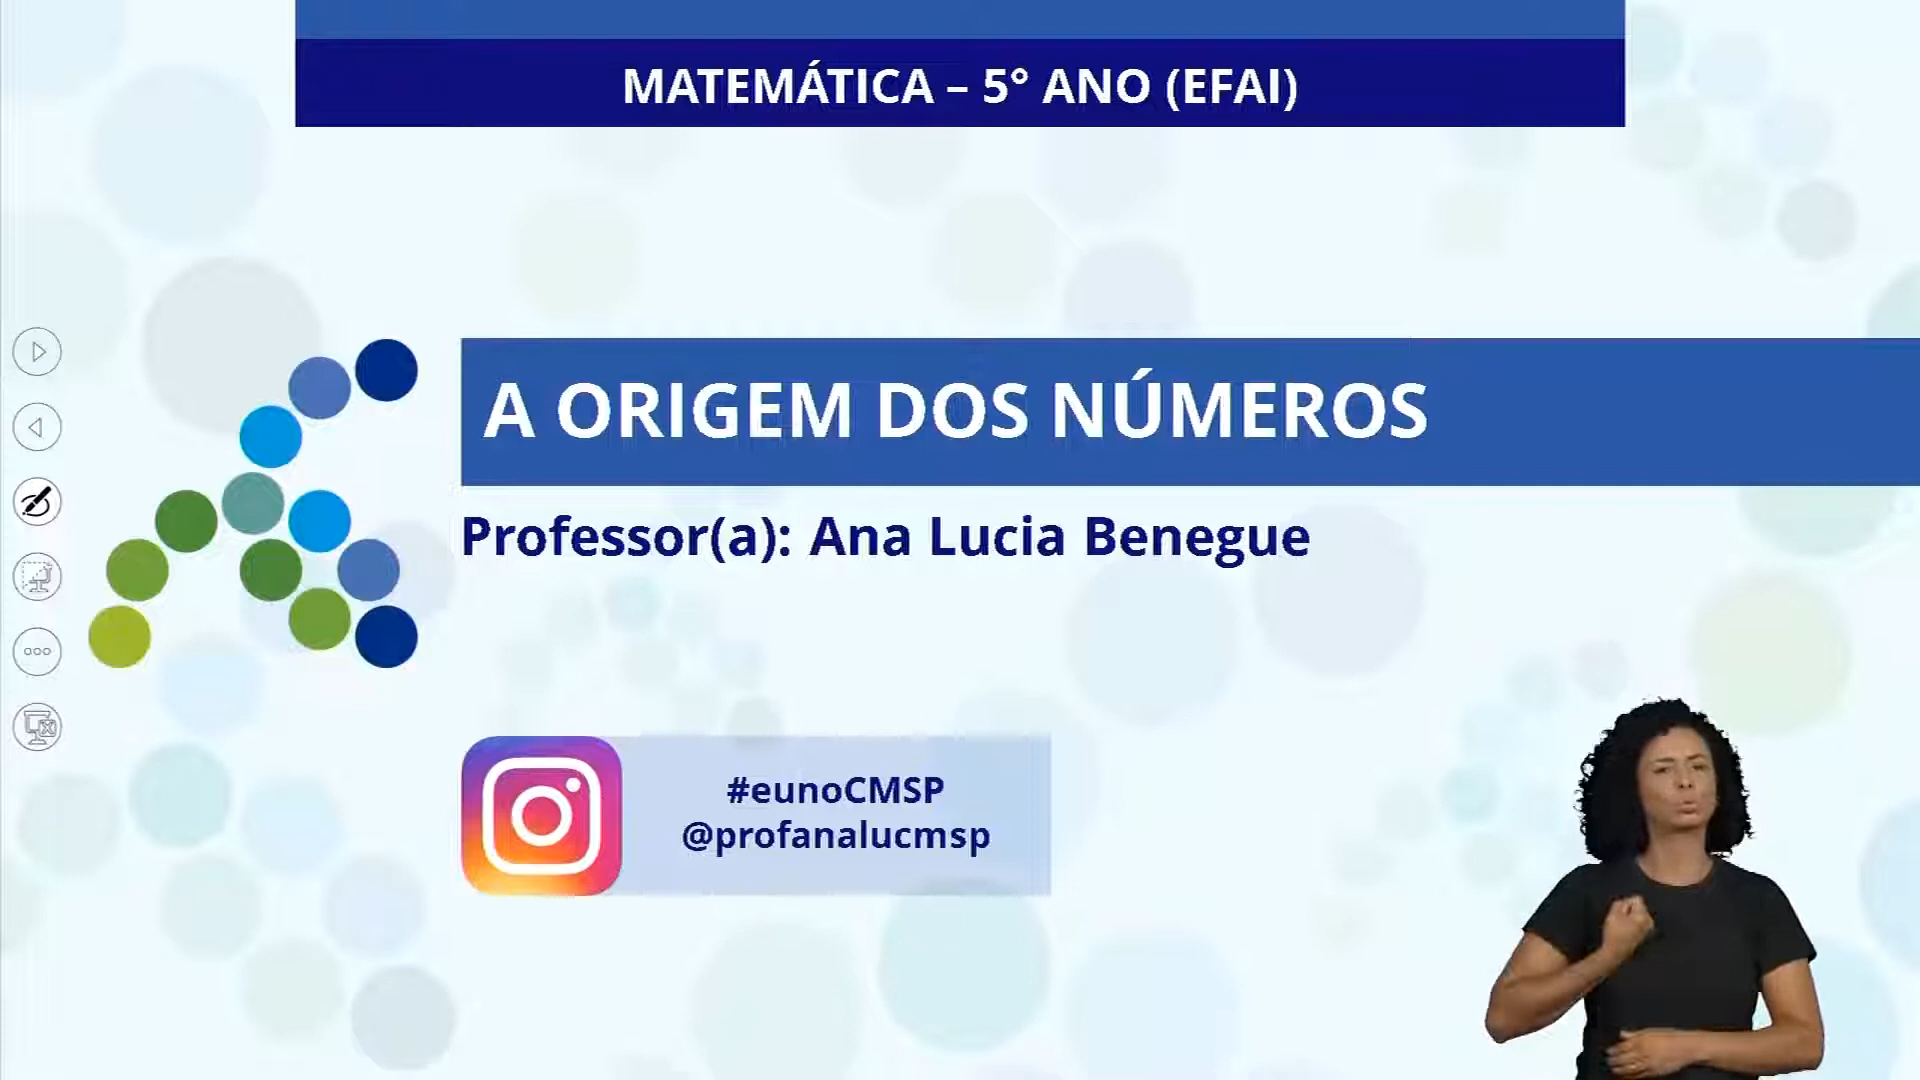 MATEMÁTICA – 5° ANO (EFAI)
A ORIGEM DOS NÚMEROS
Professor(a): Ana Lucia Benegue
#eunoCMSP
@profanalucmsp